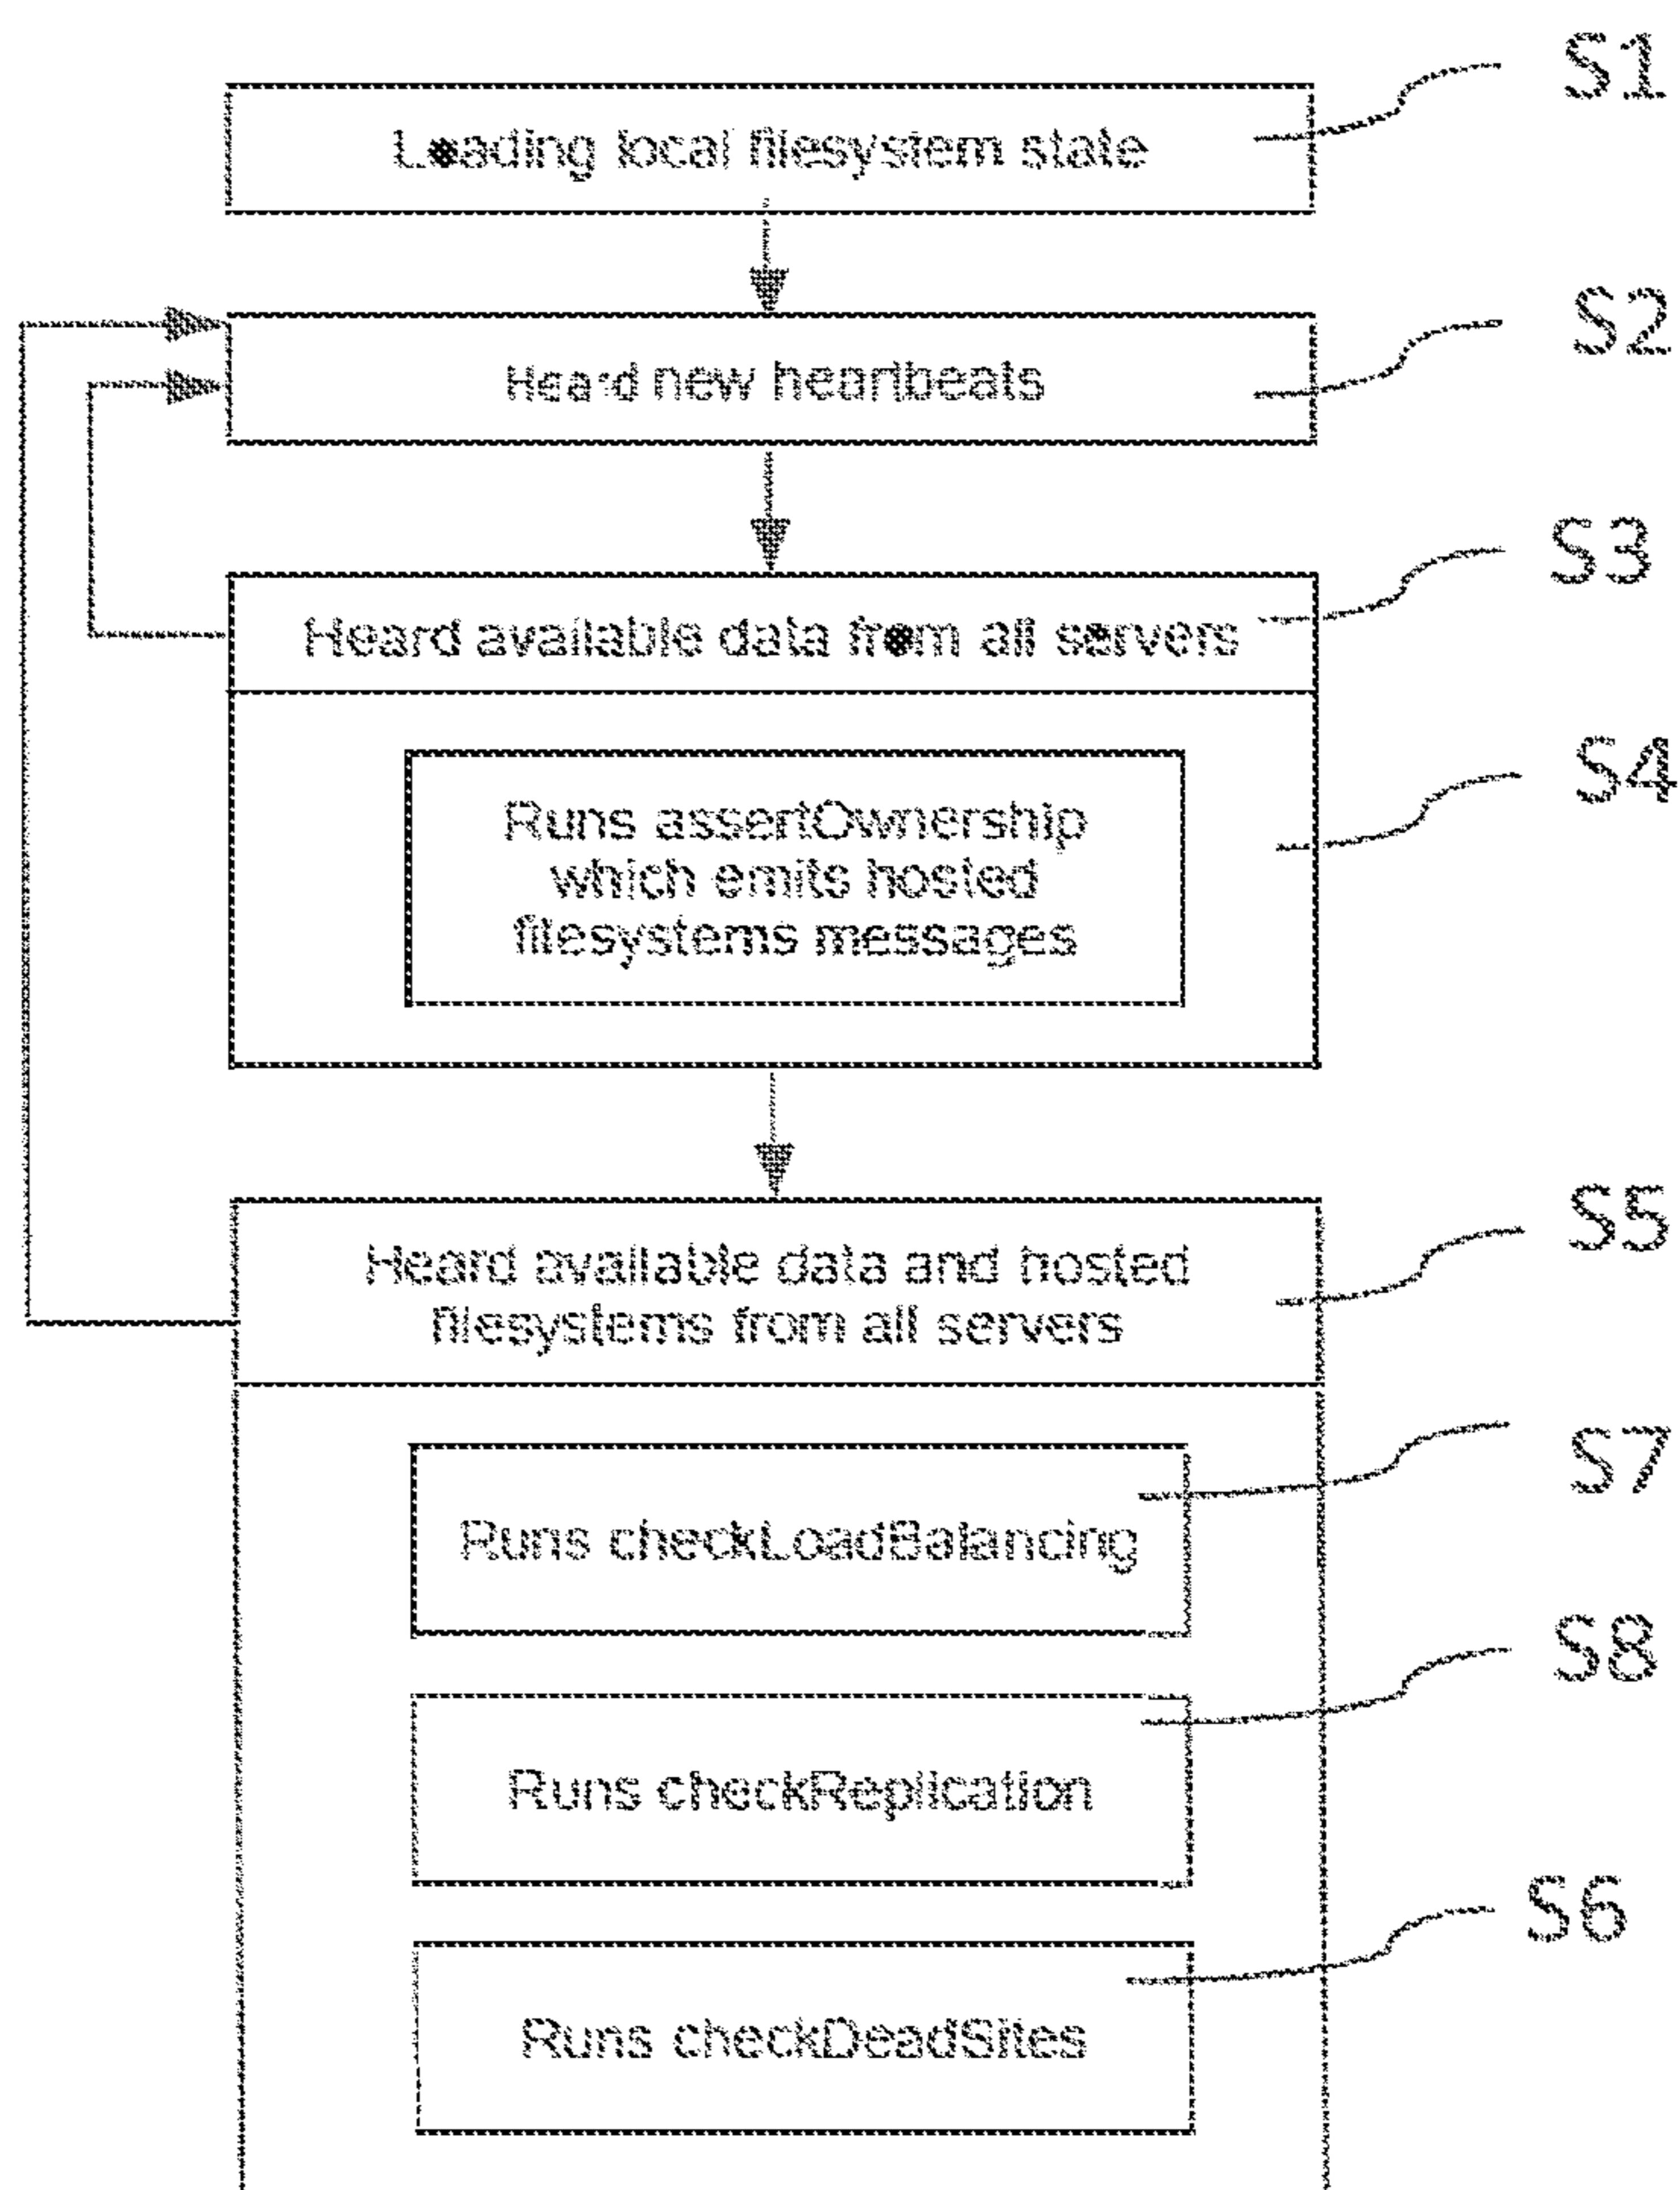 S1
Loading local filesystem state
S2
Heard new heartbeats
S3
Heard available data from all servers
S4
Runs assertOwnership
which emits hosted
filesystems messages
S5
Heard available data and hosted
filesystems from all servers
S7
Runs checkLoadBalancing
S8
Runs checkReplication
S6
Runs checkDeadSites